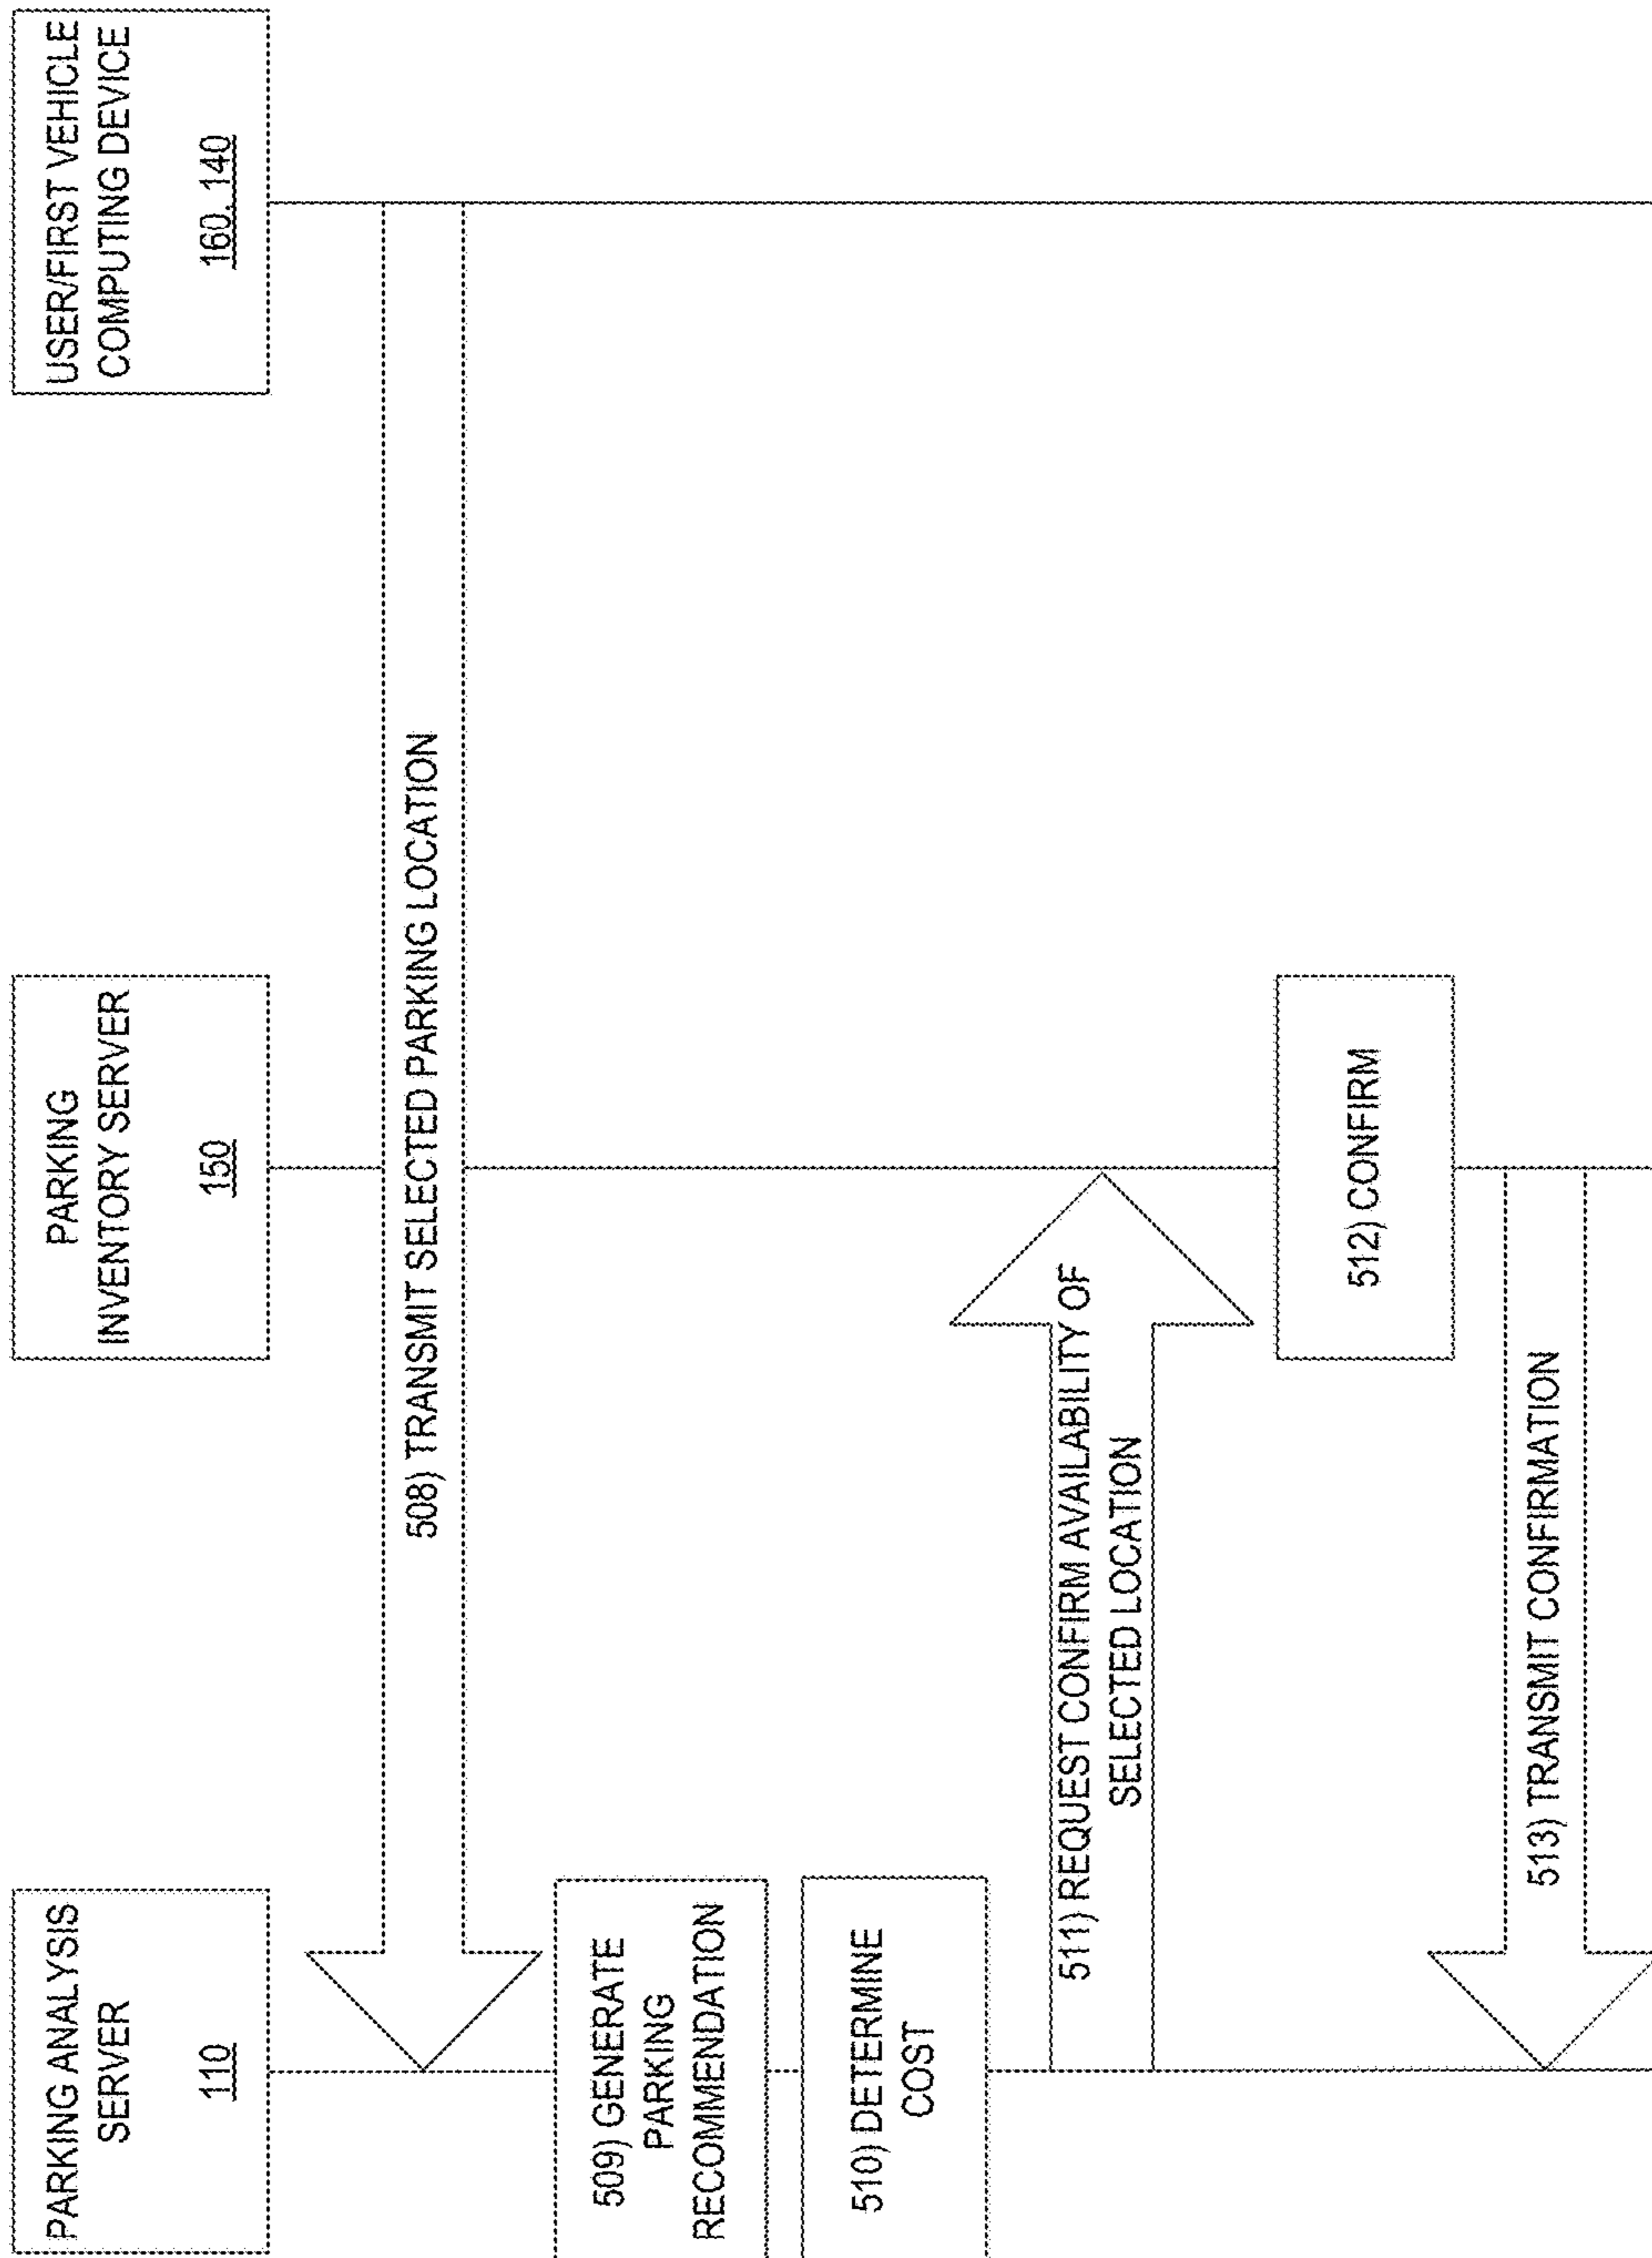 PARKING ANALYSIS
SERVER
110
PARKING
INVENTORY SERVER
150
USER/FIRST VEHICLE
COMPUTING DEVICE
160, 140
508) TRANSMIT SELECTED PARKING LOCATION
509) GENERATE
PARKING
RECOMMENDATION
510) DETERMINE
COST
511) REQUEST CONFIRM AVAILABILITY OF
SELECTED LOCATION
512) CONFIRM
513) TRANSMIT CONFIRMATION